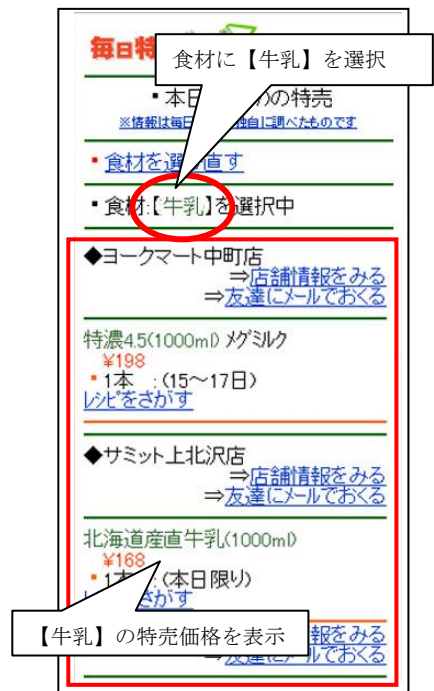 毎日特
食材に【牛乳】を選択
▪本日 の特売
※情報は毎日 独自に調べたものです
▪食材を選 直す
▪食材:【牛乳】を選択中
◆ヨークマート中町店
⇒店舗情報をみる
⇒友達にメールでおくる
特濃4.5(1000ml) メグミルク
¥198
▪1本 :(15～17日)
レシピをさがす
◆サミット上北沢店
⇒店舗情報をみる
⇒友達にメールでおくる
北海道産直牛乳(1000ml)
¥168
▪1本 :(本日限り)
さがす
【牛乳】の特売価格を表示
報をみる
⇒友達にメールでおくる